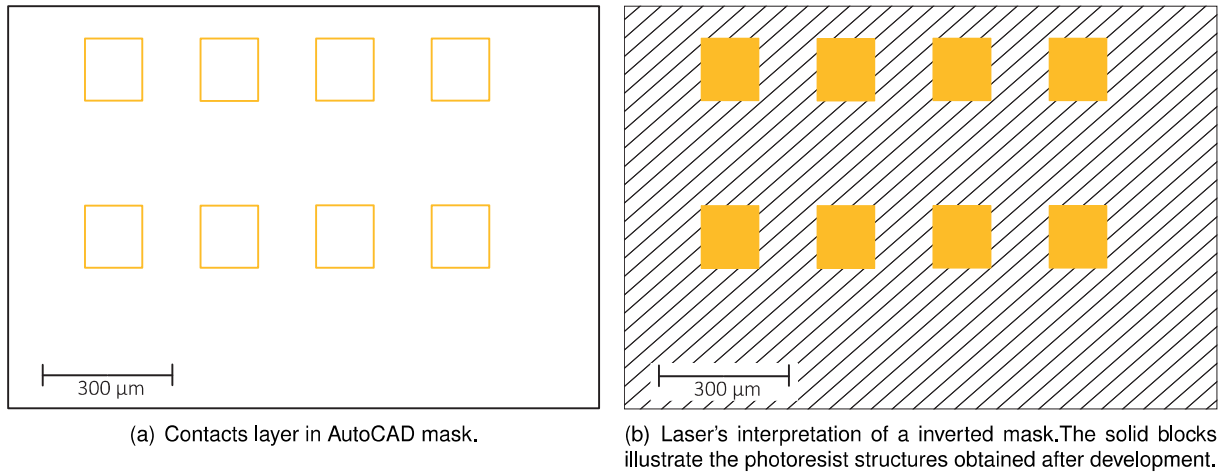 300 µm
300 µm
(a) Contacts layer in AutoCAD mask.
(b) Laser's interpretation of a inverted mask.The solid blocks
illustrate the photoresist structures obtained after development.